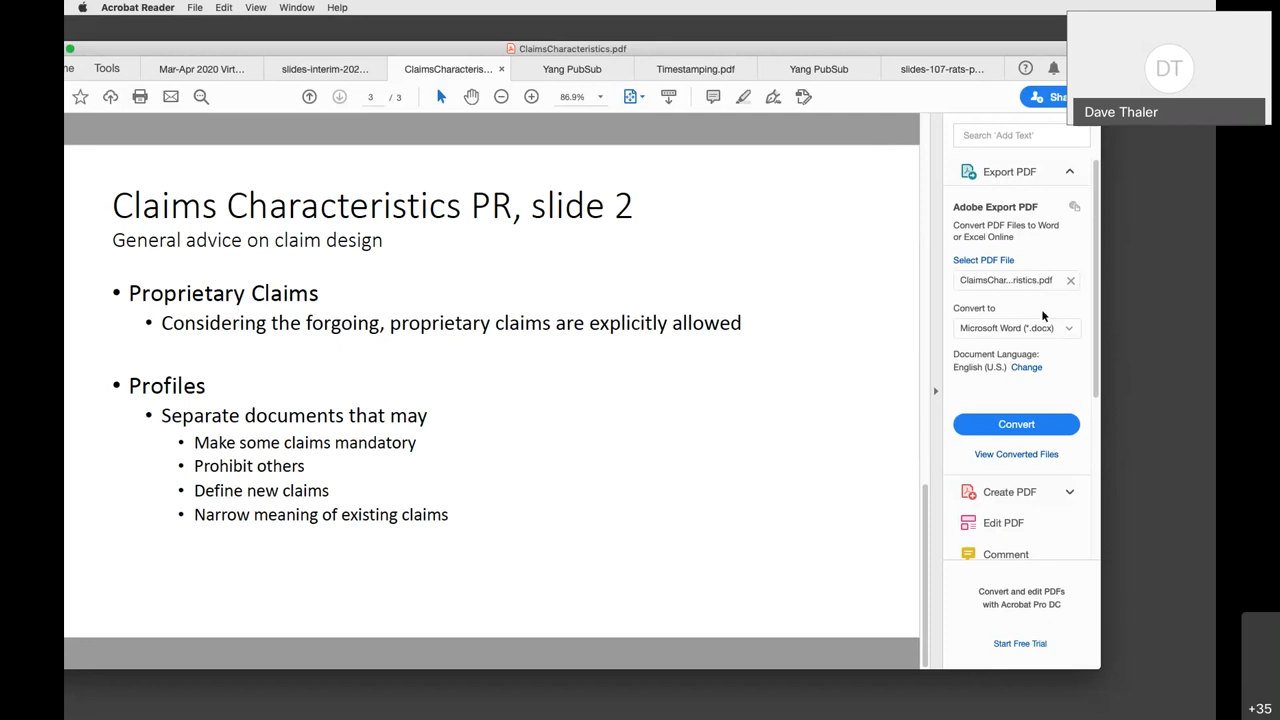 Acrobat Reader File Edit View Window Help
ClaimsCharacteristics.pdf
me Tools Mar-Apr 2020 Virt... slides-interim-202... ClaimsCharacteris... × Yang PubSub Timestamping.pdf Yang PubSub slides-107-rats-p...
3 / 3 86.9% Sha
DT
Dave Thaler
Search 'Add Text'
Export PDF
Adobe Export PDF
Convert PDF Files to Word
or Excel Online
Select PDF File
ClaimsChar...ristics.pdf
Convert to
Microsoft Word (*.docx)
Document Language:
English (U.S.) Change
Convert
View Converted Files
Create PDF
Edit PDF
Comment
Convert and edit PDFs
with Acrobat Pro DC
Start Free Trial
Claims Characteristics PR, slide 2
General advice on claim design
• Proprietary Claims
• Considering the forgoing, proprietary claims are explicitly allowed
• Profiles
• Separate documents that may
• Make some claims mandatory
• Prohibit others
• Define new claims
• Narrow meaning of existing claims
+35